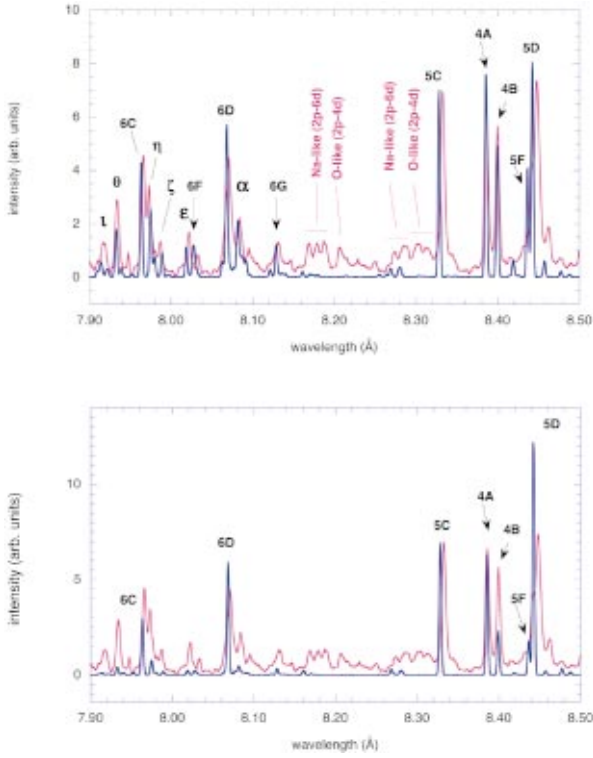 10
8
6
4
2
0
intensity (arb. units)
ι
θ
6C
η
ζ
ε
6F
6D
α
6G
Na-like (2p-6d)
O-like (2p-4d)
Na-like (2p-6d)
O-like (2p-4d)
5C
4A
4B
5F
5D
7.90 8.00 8.10 8.20 8.30 8.40 8.50
wavelength (Å)
10
5
0
intensity (arb. units)
6C
6D
5C
4A
4B
5F
5D
7.90 8.00 8.10 8.20 8.30 8.40 8.50
wavelength (Å)